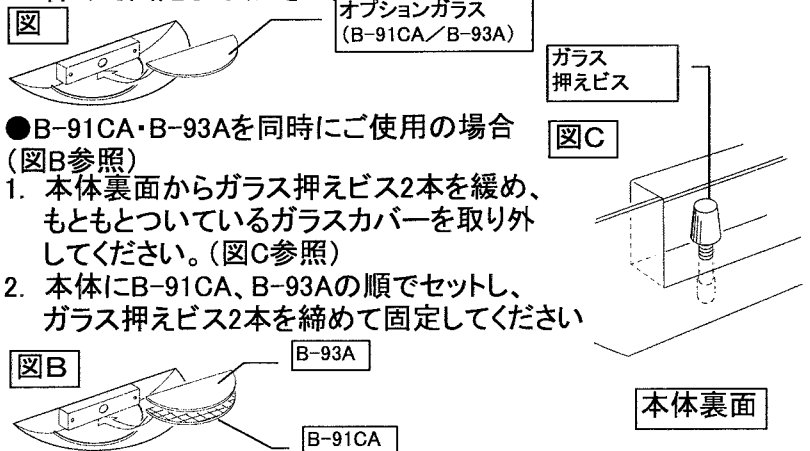 図
オプションガラス
(B-91CA/B-93A)
ガラス
押えビス
●B-91CA・B-93Aを同時にご使用の場合
(図B参照)
図C
1. 本体裏面からガラス押えビス2本を緩め、
もともとついているガラスカバーを取り外
してください。(図C参照)
2. 本体にB-91CA、B-93Aの順でセットし、
ガラス押えビス2本を締めて固定してください
図B
B-93A
B-91CA
本体裏面